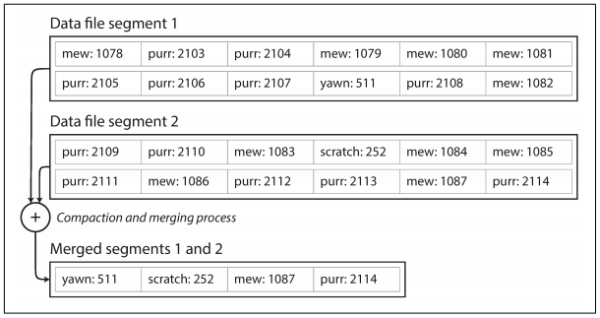 Data file segment 1
mew: 1078 purr: 2103 purr: 2104 mew: 1079 mew: 1080 mew: 1081
purr: 2105 purr: 2106 purr: 2107 yawn: 511 purr: 2108 mew: 1082
Data file segment 2
purr: 2109 purr: 2110 mew: 1083 scratch: 252 mew: 1084 mew: 1085
purr: 2111 mew: 1086 purr: 2112 purr: 2113 mew: 1087 purr: 2114
+ Compaction and merging process
Merged segments 1 and 2
yawn: 511 scratch: 252 mew: 1087 purr: 2114